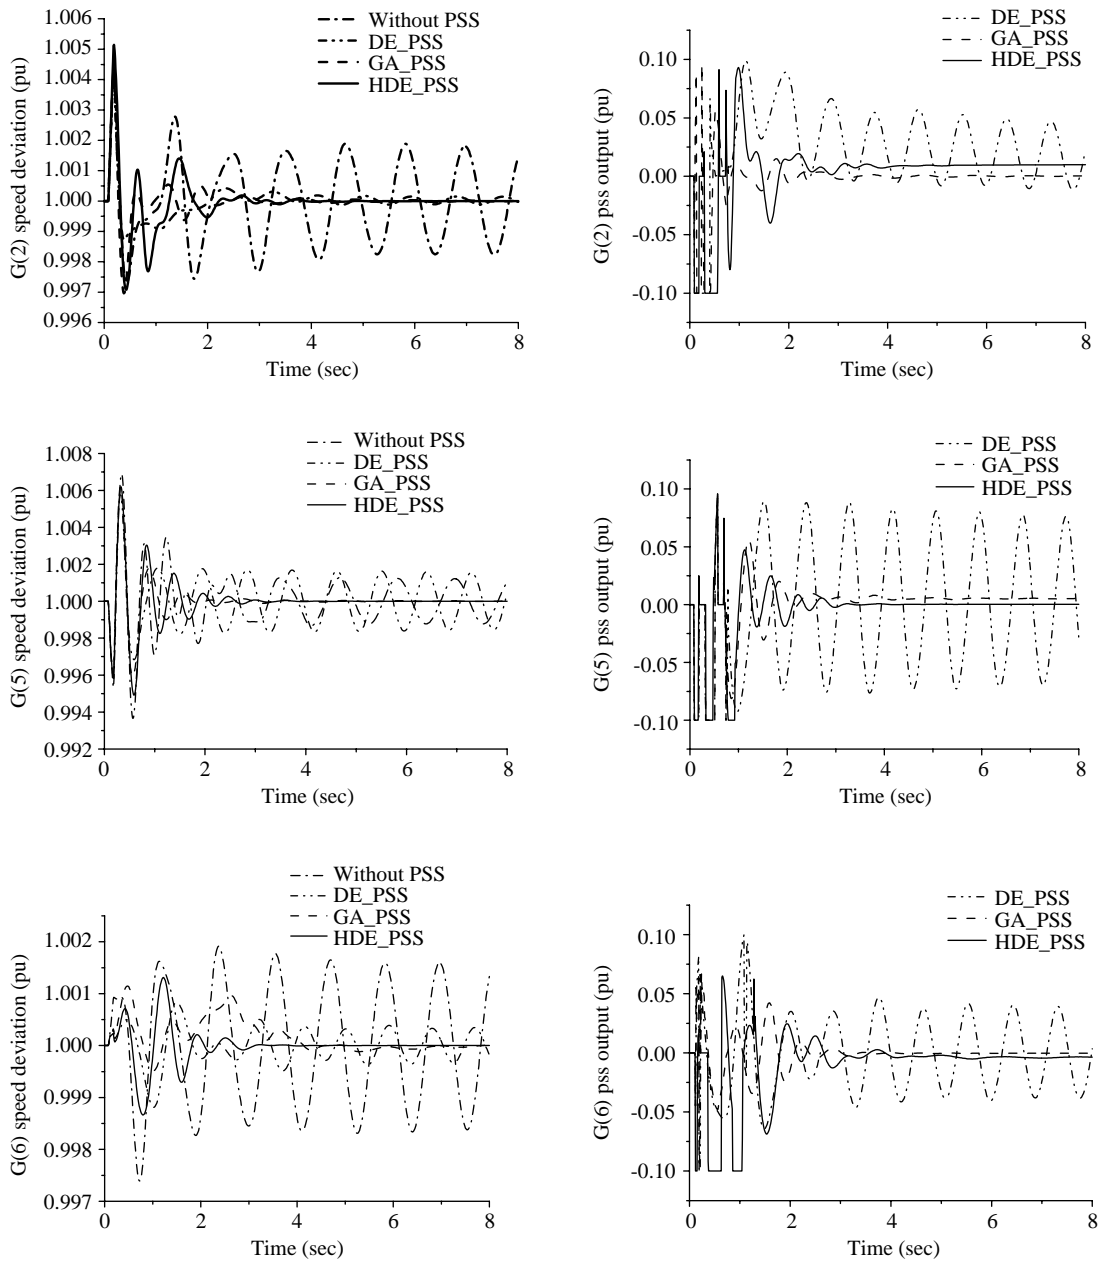 Without PSS
DE_PSS
GA_PSS
HDE_PSS
1.006
1.005
1.004
1.003
1.002
1.001
1.000
0.999
0.998
0.997
0.996
G(2) speed deviation (pu)
0 2 4 6 8
Time (sec)
DE_PSS
GA_PSS
HDE_PSS
0.10
0.05
0.00
-0.05
-0.10
G(2) pss output (pu)
0 2 4 6 8
Time (sec)
Without PSS
DE_PSS
GA_PSS
HDE_PSS
1.008
1.006
1.004
1.002
1.000
0.998
0.996
0.994
0.992
G(5) speed deviation (pu)
0 2 4 6 8
Time (sec)
DE_PSS
GA_PSS
HDE_PSS
0.10
0.05
0.00
-0.05
-0.10
G(5) pss output (pu)
0 2 4 6 8
Time (sec)
Without PSS
DE_PSS
GA_PSS
HDE_PSS
1.002
1.001
1.000
0.999
0.998
0.997
G(6) speed deviation (pu)
0 2 4 6 8
Time (sec)
DE_PSS
GA_PSS
HDE_PSS
0.10
0.05
0.00
-0.05
-0.10
G(6) pss output (pu)
0 2 4 6 8
Time (sec)